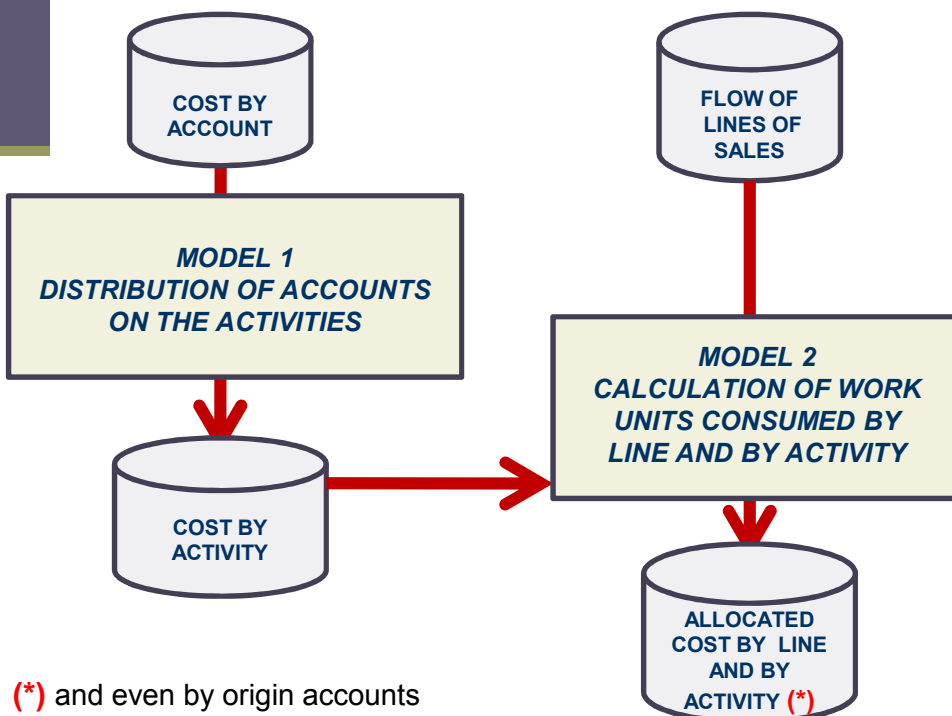 COST BY
ACCOUNT
FLOW OF
LINES OF
SALES
MODEL 1
DISTRIBUTION OF ACCOUNTS
ON THE ACTIVITIES
MODEL 2
CALCULATION OF WORK
UNITS CONSUMED BY
LINE AND BY ACTIVITY
COST BY
ACTIVITY
ALLOCATED
COST BY LINE
AND BY
ACTIVITY (*)
(*) and even by origin accounts